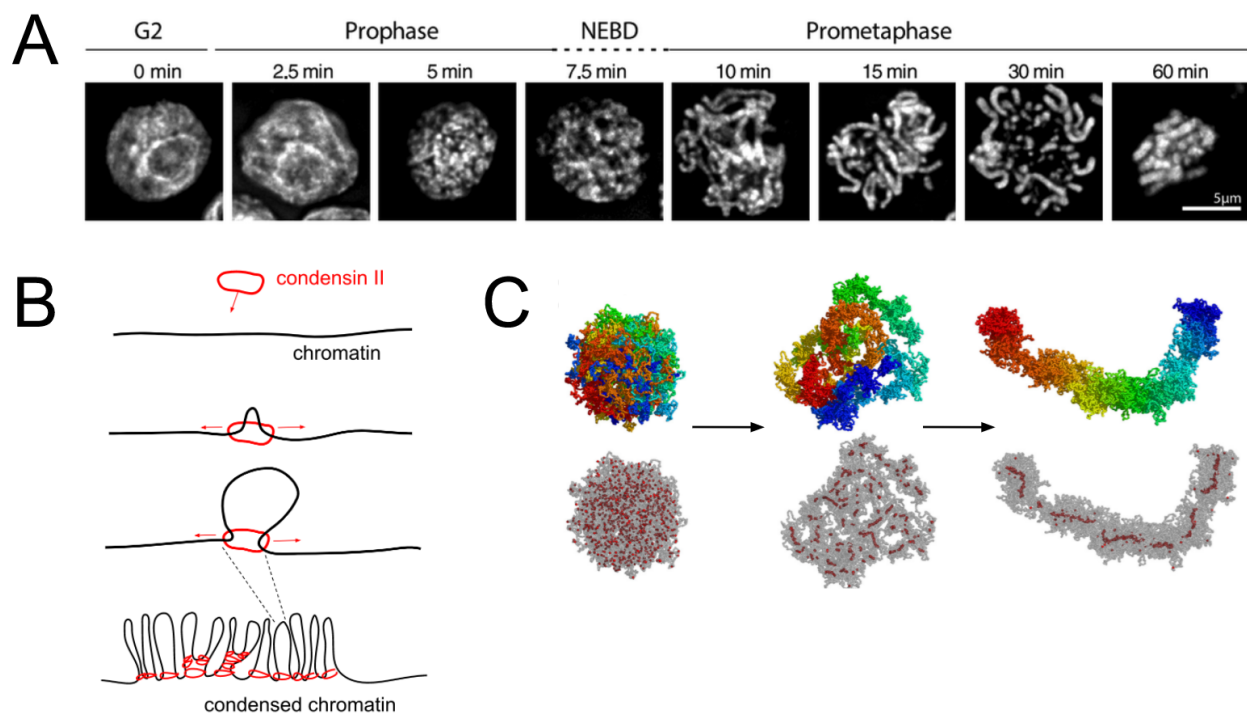 A
G2 Prophase NEBD Prometaphase
0 min 2.5 min 5 min 7.5 min 10 min 15 min 30 min 60 min
5µm
B
condensin II
chromatin
condensed chromatin
C